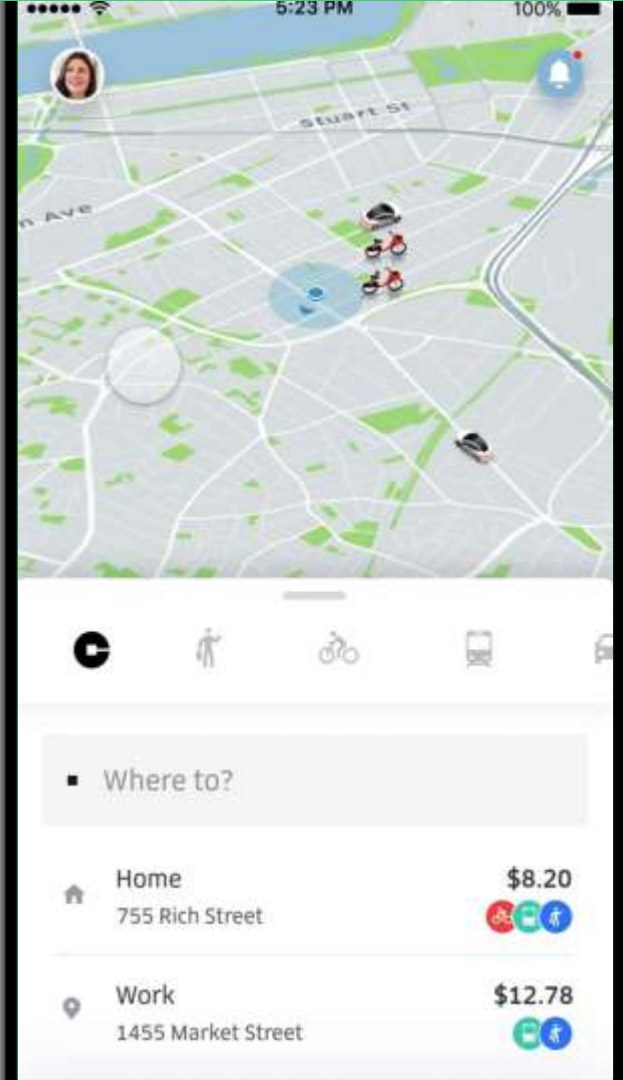 5:23 PM
100%
Stuart St
m Ave
Where to?
Home
$8.20
755 Rich Street
Work
$12.78
1455 Market Street